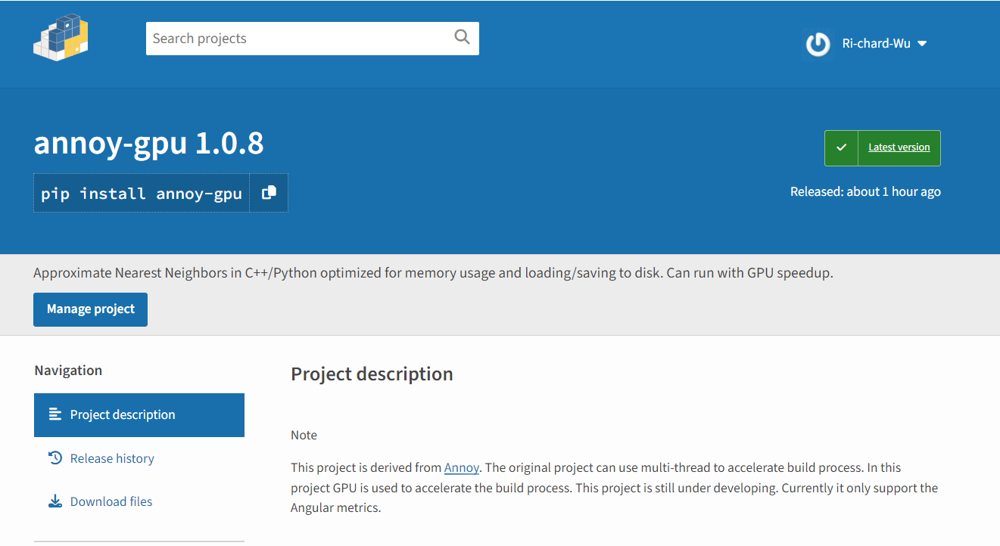 Search projects
Ri-chard-Wu
annoy-gpu 1.0.8
Latest version
pip install annoy-gpu
Released: about 1 hour ago
Approximate Nearest Neighbors in C++/Python optimized for memory usage and loading/saving to disk. Can run with GPU speedup.
Manage project
Navigation
Project description
Release history
Download files
Project description
Note
This project is derived from Annoy. The original project can use multi-thread to accelerate build process. In this
project GPU is used to accelerate the build process. This project is still under developing. Currently it only support the
Angular metrics.